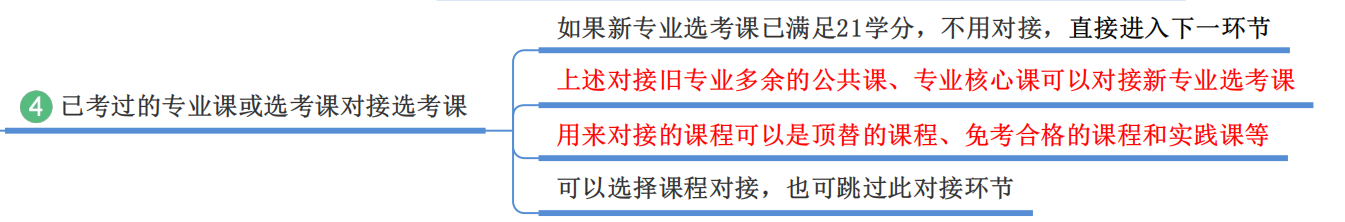 如果新专业选考课已满足21学分，不用对接，直接进入下一环节
上述对接旧专业多余的公共课、专业核心课可以对接新专业选考课
4 已考过的专业课或选考课对接选考课
用来对接的课程可以是顶替的课程、免考合格的课程和实践课等
可以选择课程对接，也可跳过此对接环节